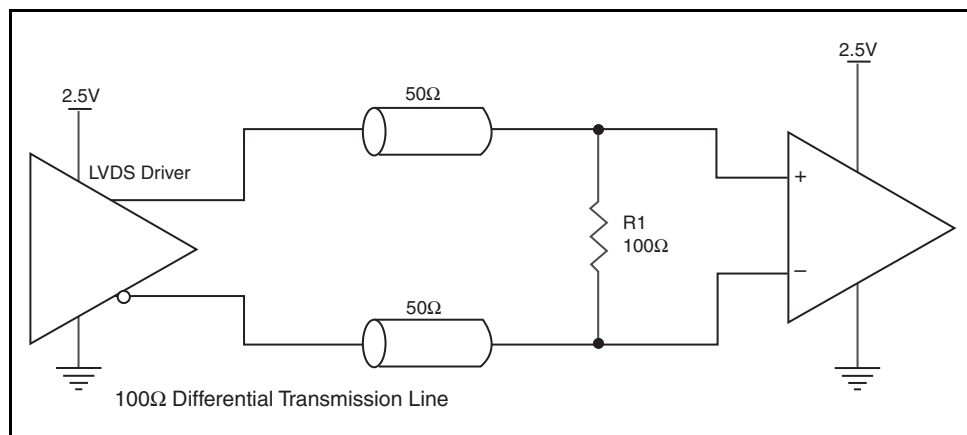 2.5V
2.5V
50Ω
LVDS Driver
+
R1
100Ω
–
50Ω
100Ω Differential Transmission Line